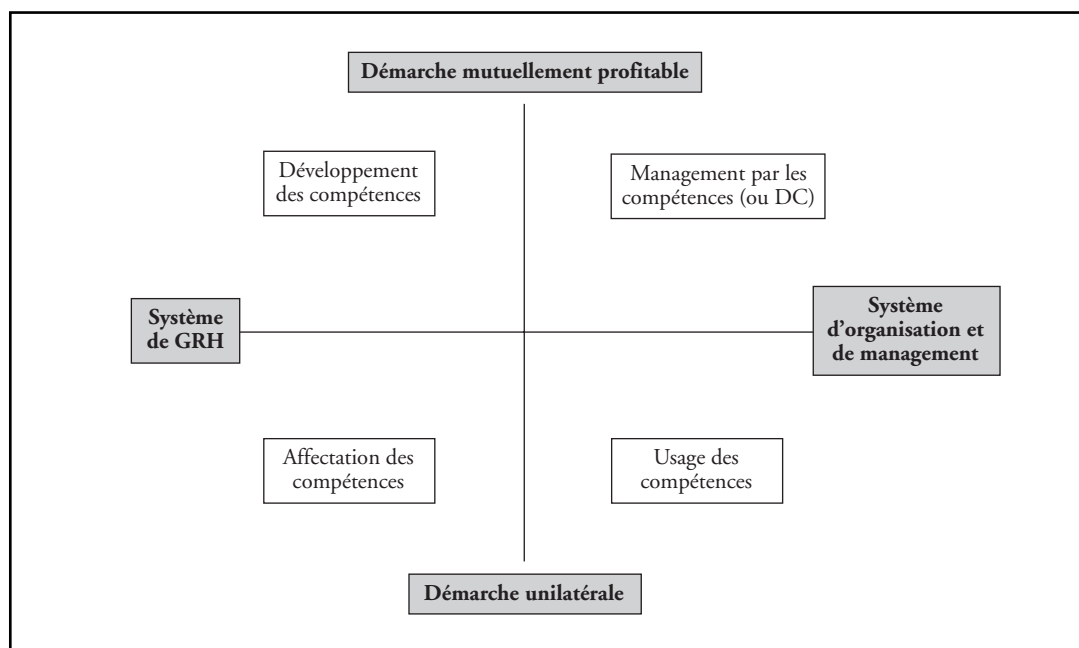 Démarche mutuellement profitable
Développement
des compétences
Management par les
compétences (ou DC)
Système
de GRH
Système
d’organisation et
de management
Affectation des
compétences
Usage des
compétences
Démarche unilatérale